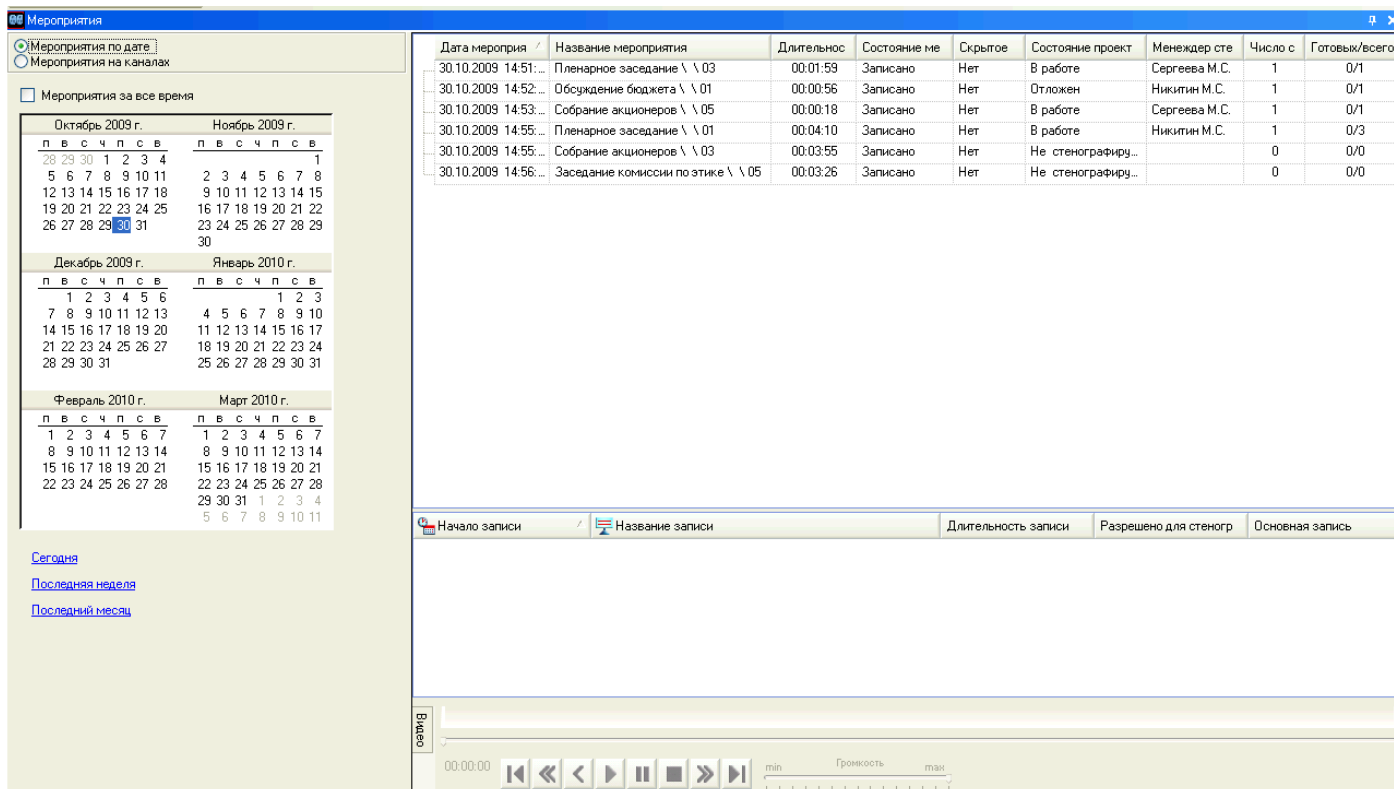 Мероприятия
Мероприятия по дате
Мероприятия на каналах
Мероприятия за все время
Октябрь 2009 г. Ноябрь 2009 г.
п в с ч п с в п в с ч п с в
28 29 30 1 2 3 4 1
5 6 7 8 9 10 11 2 3 4 5 6 7 8
12 13 14 15 16 17 18 9 10 11 12 13 14 15
19 20 21 22 23 24 25 16 17 18 19 20 21 22
26 27 28 29 30 31 23 24 25 26 27 28 29
30
Декабрь 2009 г. Январь 2010 г.
п в с ч п с в п в с ч п с в
1 2 3 4 5 6 1 2 3
7 8 9 10 11 12 13 4 5 6 7 8 9 10
14 15 16 17 18 19 20 11 12 13 14 15 16 17
21 22 23 24 25 26 27 18 19 20 21 22 23 24
28 29 30 31 25 26 27 28 29 30 31
Февраль 2010 г. Март 2010 г.
п в с ч п с в п в с ч п с в
1 2 3 4 5 6 7 1 2 3 4 5 6 7
8 9 10 11 12 13 14 8 9 10 11 12 13 14
15 16 17 18 19 20 21 15 16 17 18 19 20 21
22 23 24 25 26 27 28 22 23 24 25 26 27 28
29 30 31 1 2 3 4
5 6 7 8 9 10 11
Сегодня
Последняя неделя
Последний месяц
Дата мероприя Название мероприятия Длительнос Состояние ме Скрытое Состояние проект Менеждер сте Число с Готовых/всего
30.10.2009 14:51:... Пленарное заседание \ \ 03 00:01:59 Записано Нет В работе Сергеева М.С. 1 0/1
30.10.2009 14:52:... Обсуждение бюджета \ \ 01 00:00:56 Записано Нет Отложен Никитин М.С. 1 0/1
30.10.2009 14:53:... Собрание акционеров \ \ 05 00:00:18 Записано Нет В работе Сергеева М.С. 1 0/1
30.10.2009 14:55:... Пленарное заседание \ \ 01 00:04:10 Записано Нет В работе Никитин М.С. 1 0/3
30.10.2009 14:55:... Собрание акционеров \ \ 03 00:03:55 Записано Нет Не стенографиру... 0 0/0
30.10.2009 14:56:... Заседание комиссии по этике \ \ 05 00:03:26 Записано Нет Не стенографиру... 0 0/0
Начало записи Название записи Длительность записи Разрешено для стеногр Основная запись
Видео
00:00:00 min Громкость max